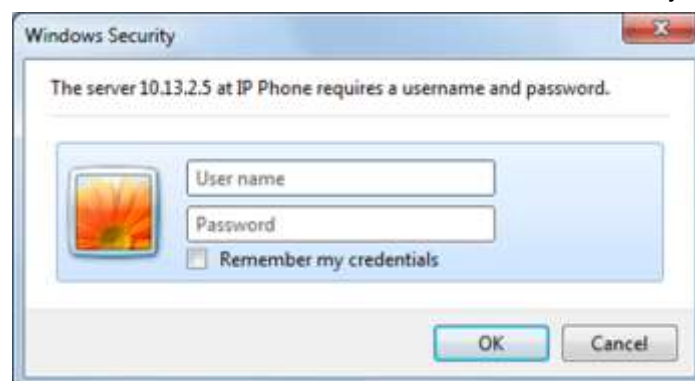 Windows Security
The server 10.13.2.5 at IP Phone requires a username and password.
User name
Password
Remember my credentials
OK Cancel